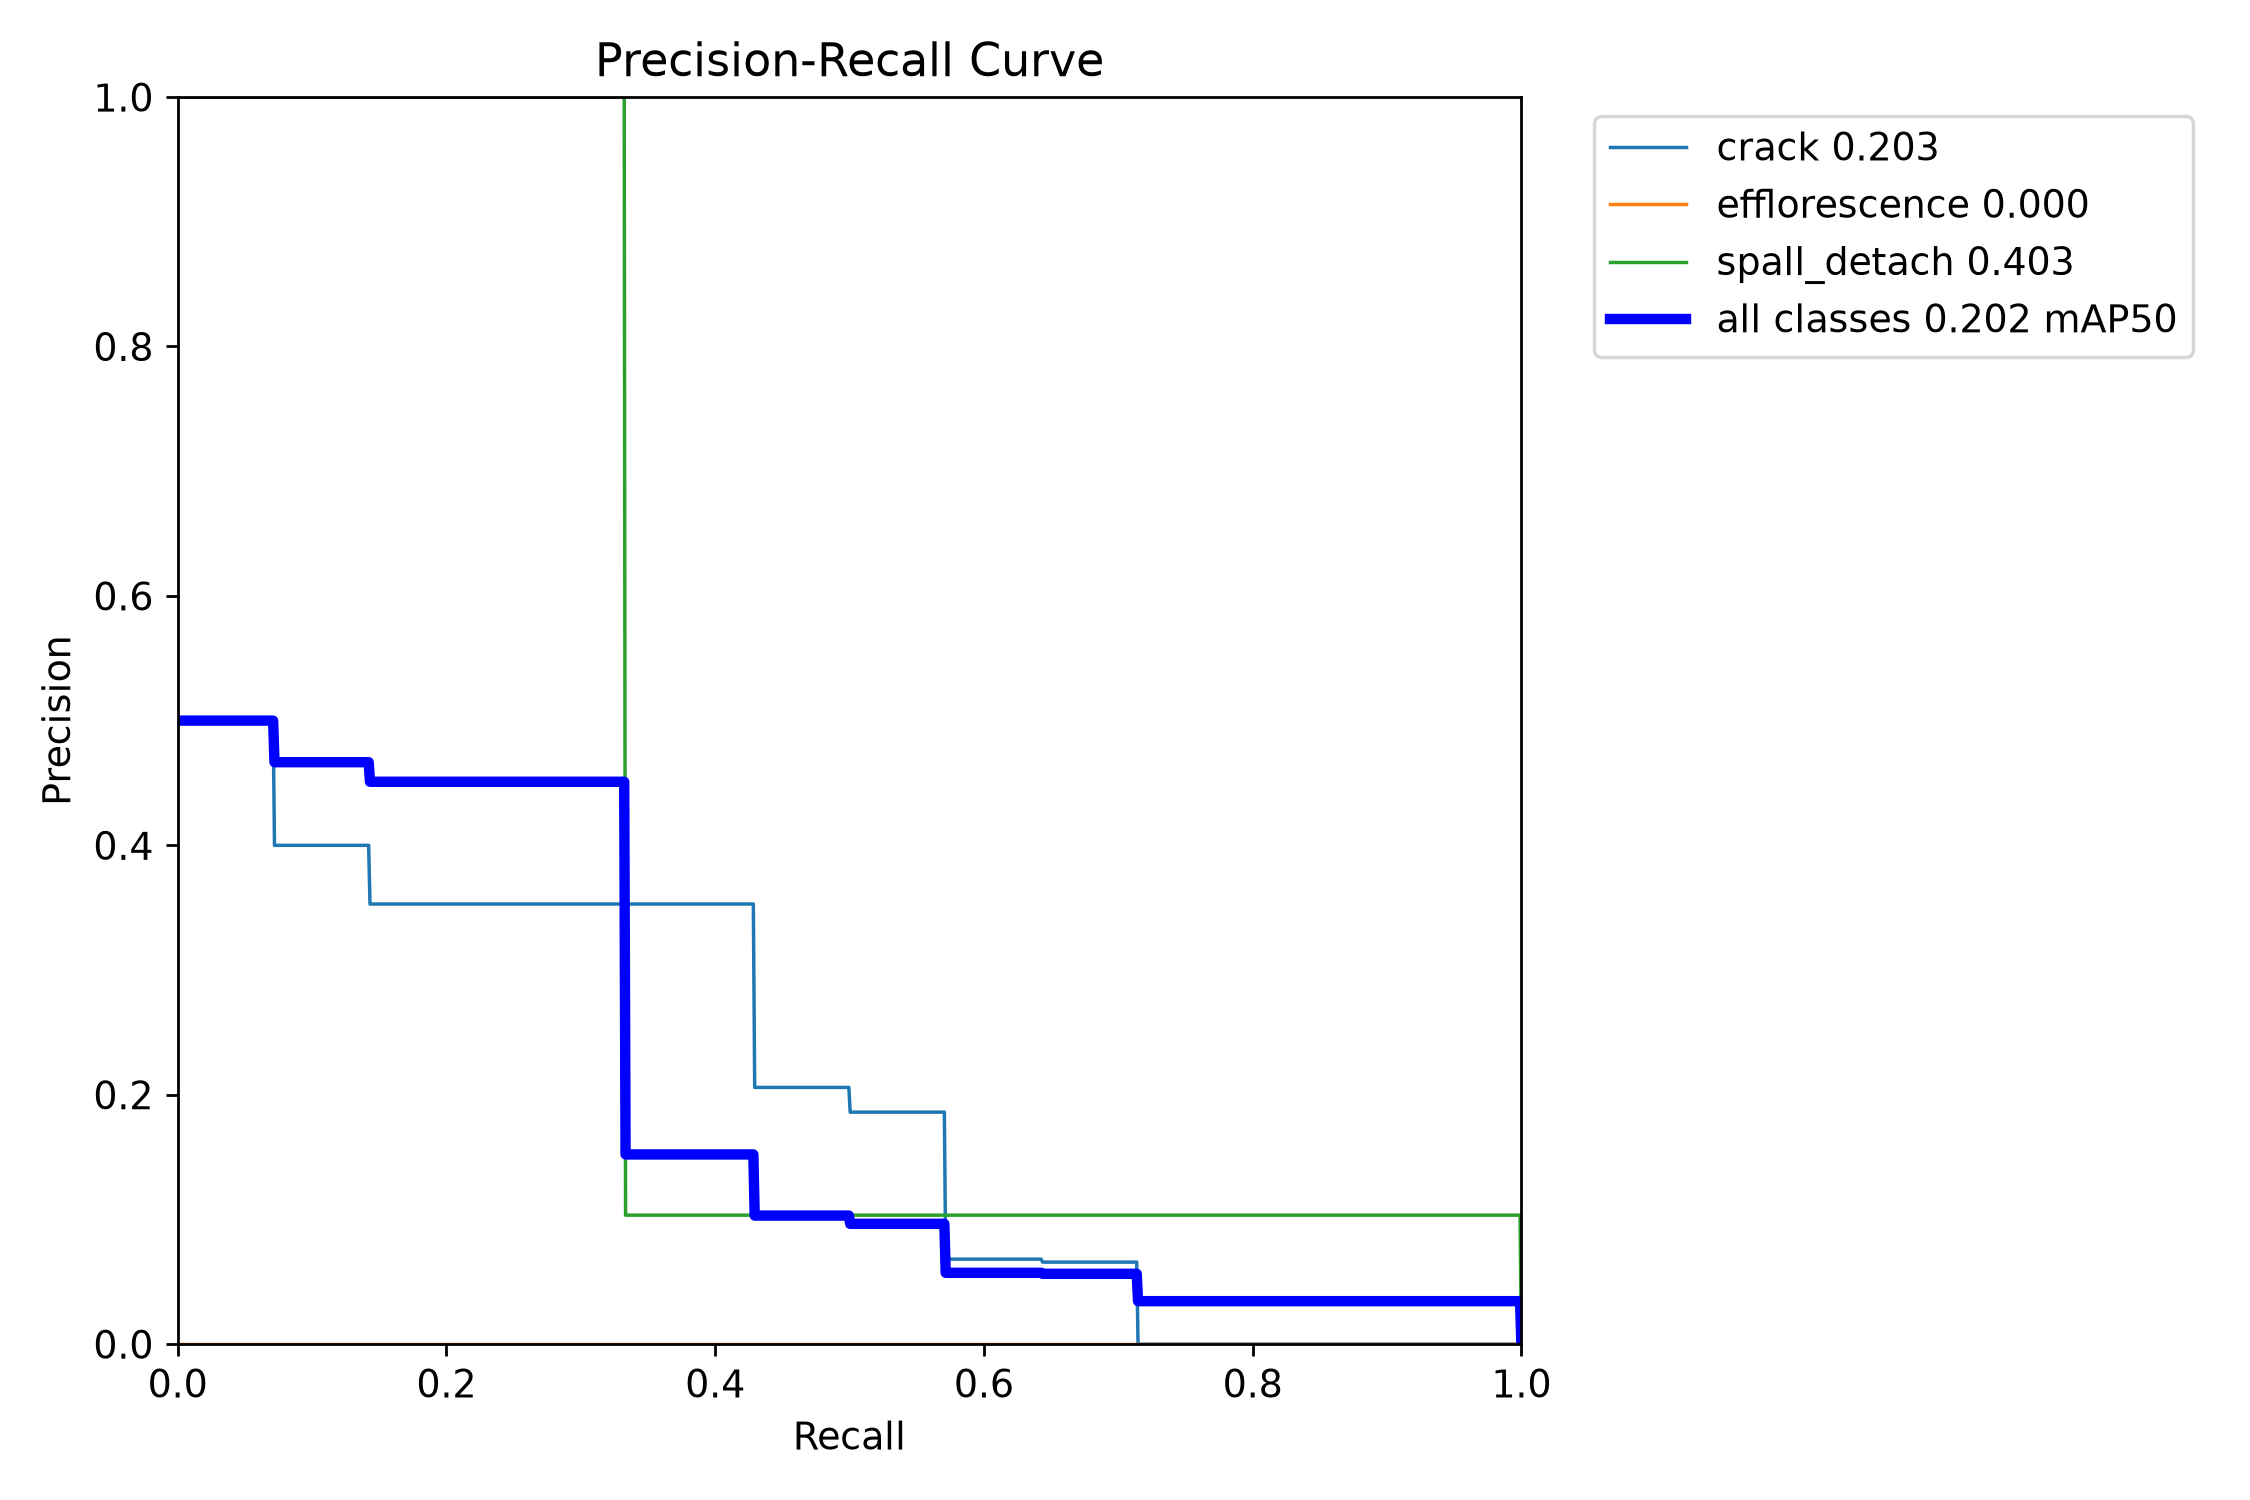 Precision-Recall Curve
crack 0.203
efflorescence 0.000
spall_detach 0.403
all classes 0.202 mAP50
Precision
1.0
0.8
0.6
0.4
0.2
0.0
0.0 0.2 0.4 0.6 0.8 1.0
Recall